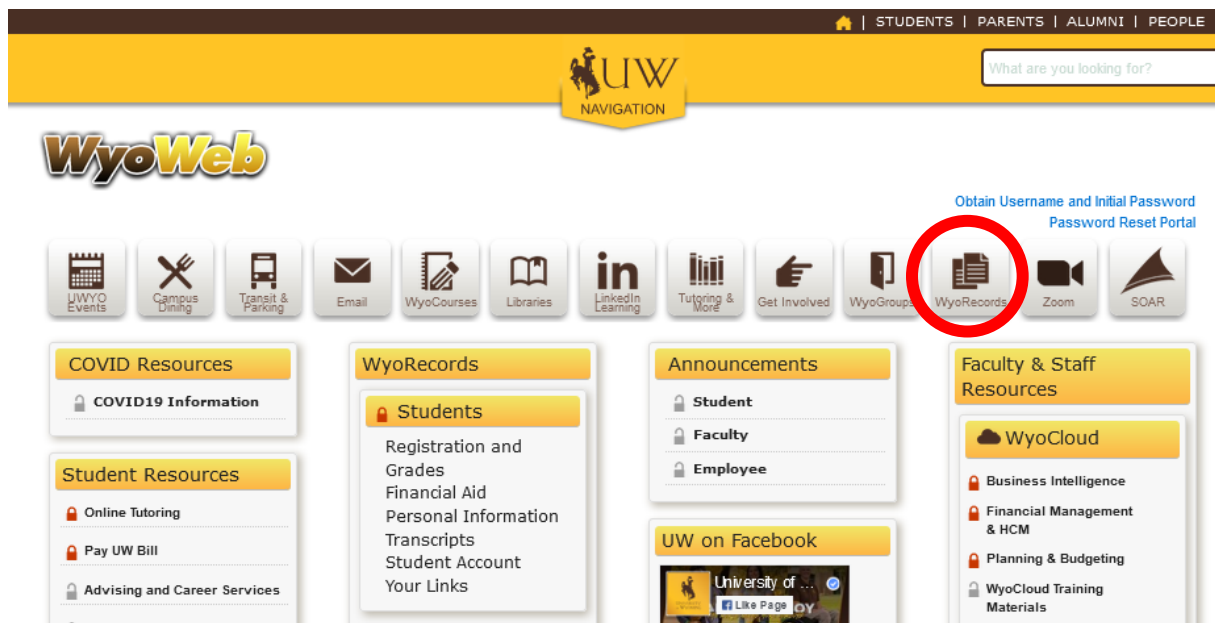 | STUDENTS | PARENTS | ALUMNI | PEOPLE
UW
NAVIGATION
What are you looking for?
WyoWeb
Obtain Username and Initial Password
Password Reset Portal
UWYO
Events
Campus
Dining
Transit &
Parking
Email
WyoCourses
Libraries
in
LinkedIn
Learning
Tutoring &
More
Get Involved
WyoGroups
WyoRecords
Zoom
SOAR
COVID Resources
COVID19 Information
Student Resources
Online Tutoring
Pay UW Bill
Advising and Career Services
WyoRecords
Students
Registration and
Grades
Financial Aid
Personal Information
Transcripts
Student Account
Your Links
Announcements
Student
Faculty
Employee
UW on Facebook
University of ...
Like Page
Faculty & Staff
Resources
WyoCloud
Business Intelligence
Financial Management
& HCM
Planning & Budgeting
WyoCloud Training
Materials